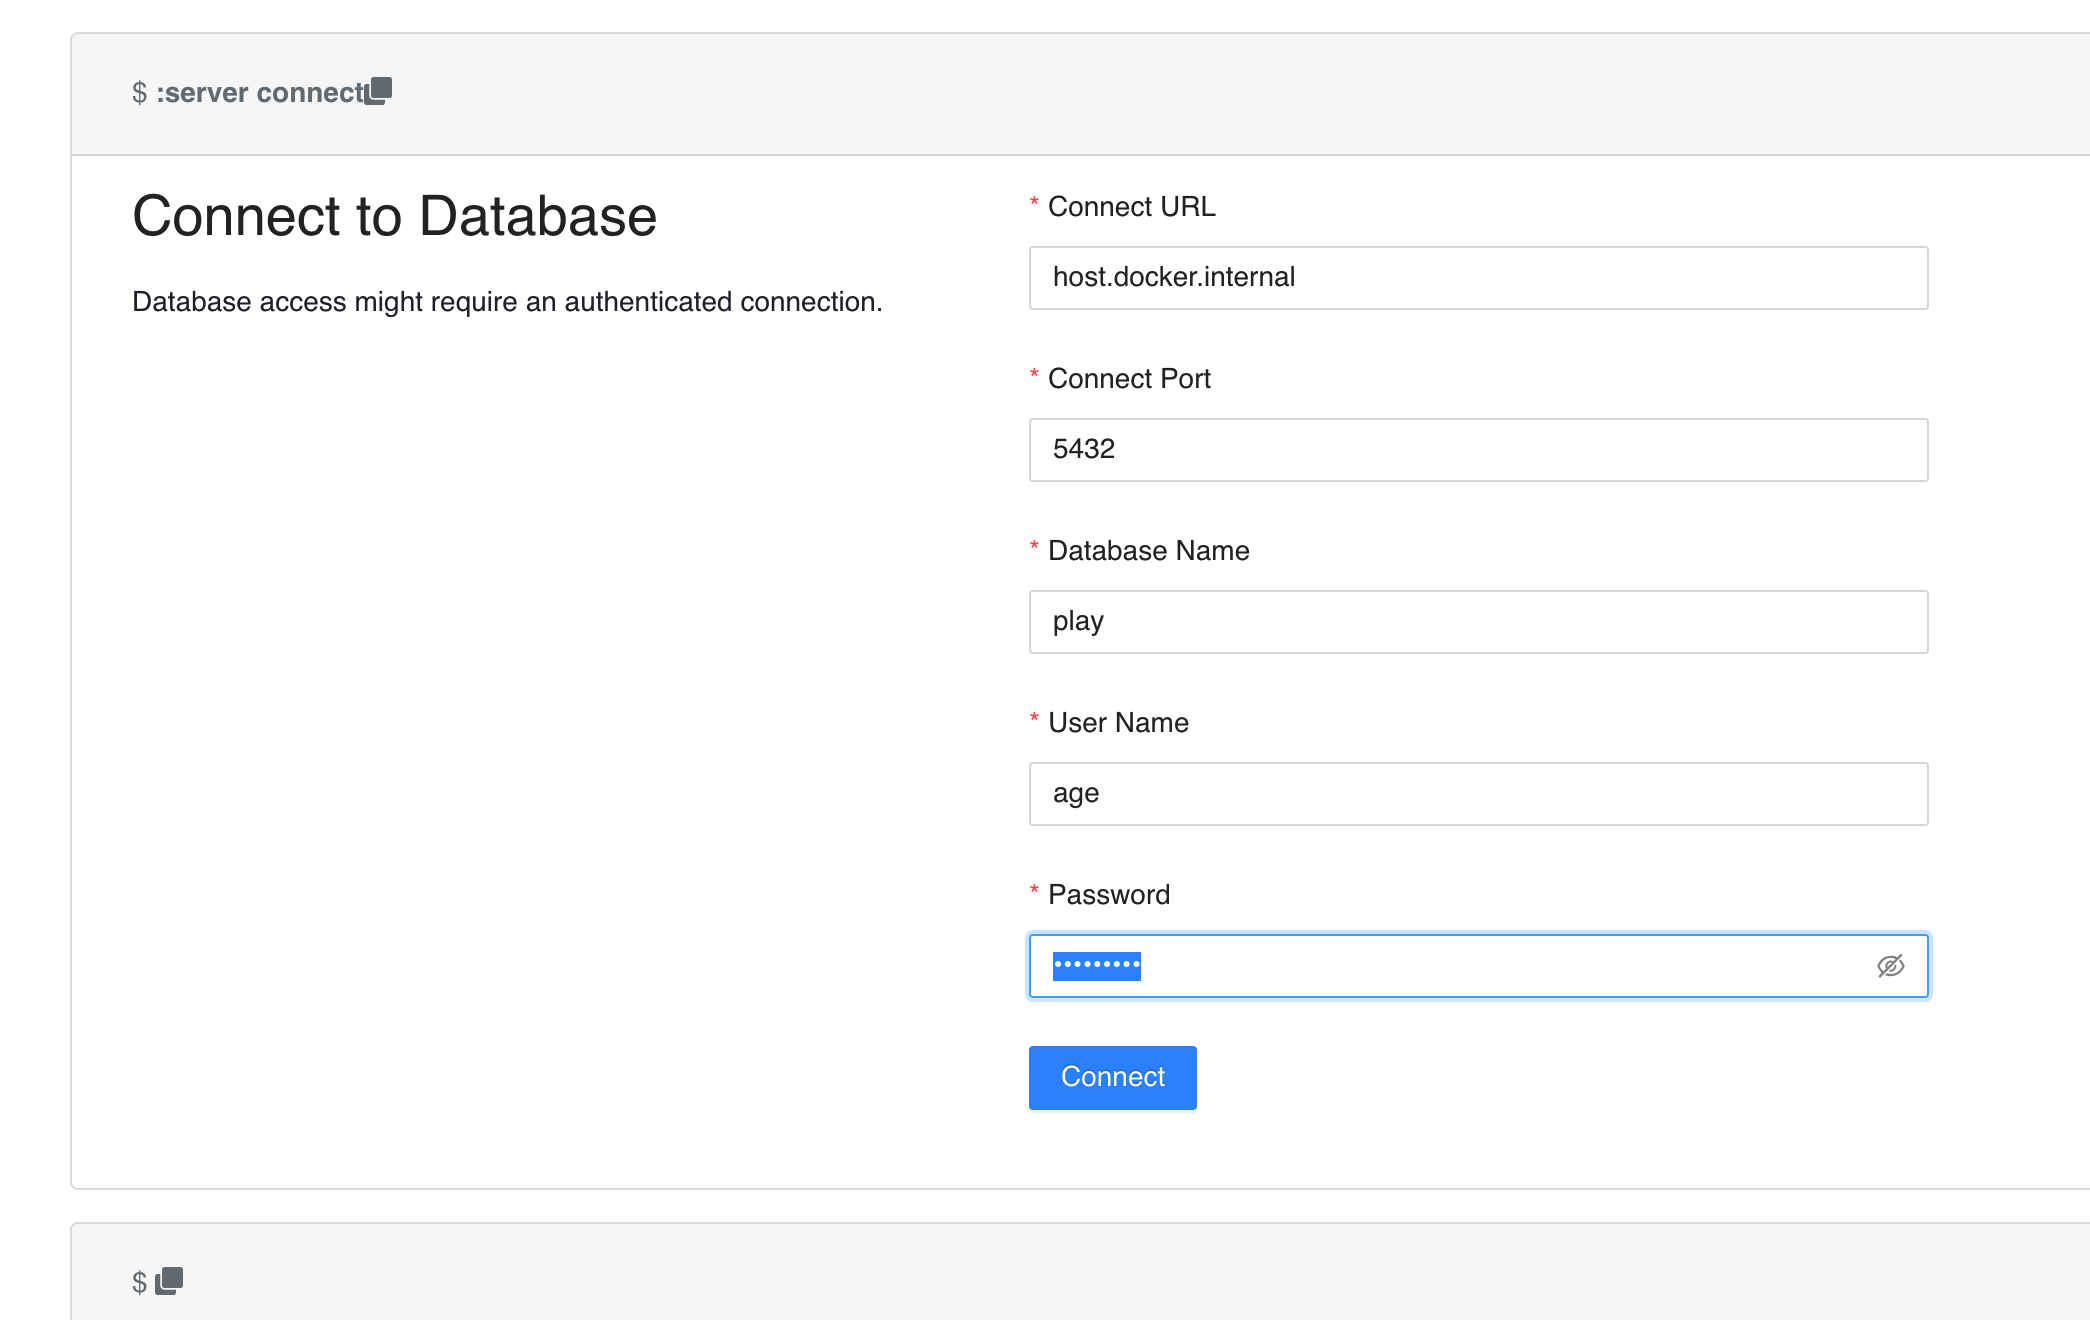 $ :server connect
Connect to Database
Database access might require an authenticated connection.
* Connect URL
host.docker.internal
* Connect Port
5432
* Database Name
play
* User Name
age
* Password
•••••••••
Connect
$